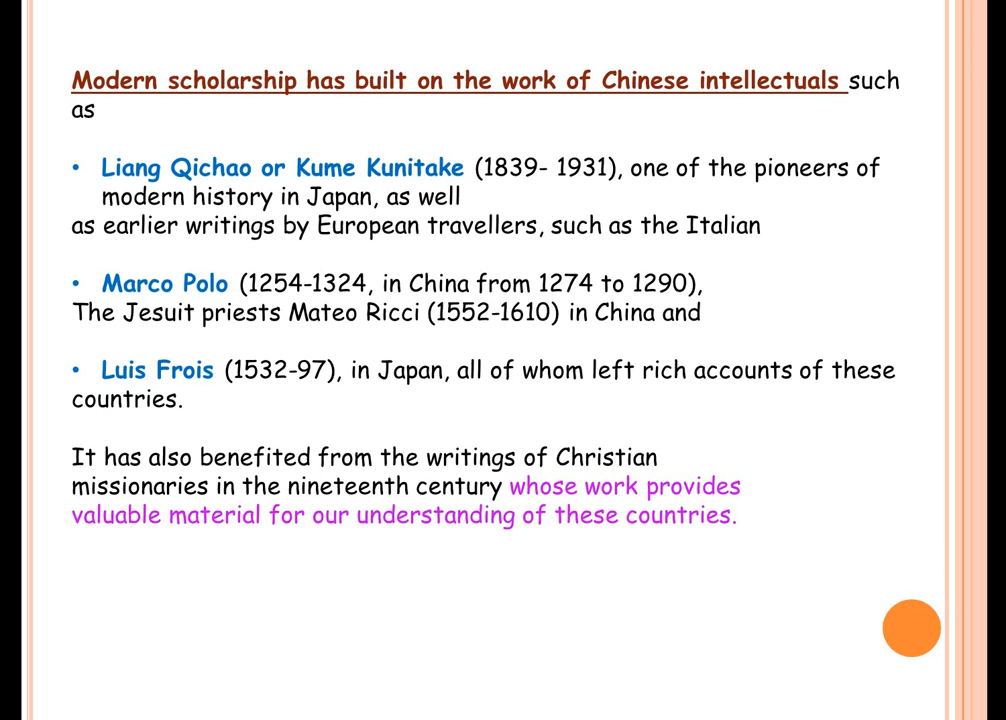 Modern scholarship has built on the work of Chinese intellectuals such
as
• Liang Qichao or Kume Kunitake (1839- 1931), one of the pioneers of
modern history in Japan, as well
as earlier writings by European travellers, such as the Italian
• Marco Polo (1254-1324, in China from 1274 to 1290),
The Jesuit priests Mateo Ricci (1552-1610) in China and
• Luis Frois (1532-97), in Japan, all of whom left rich accounts of these
countries.
It has also benefited from the writings of Christian
missionaries in the nineteenth century whose work provides
valuable material for our understanding of these countries.